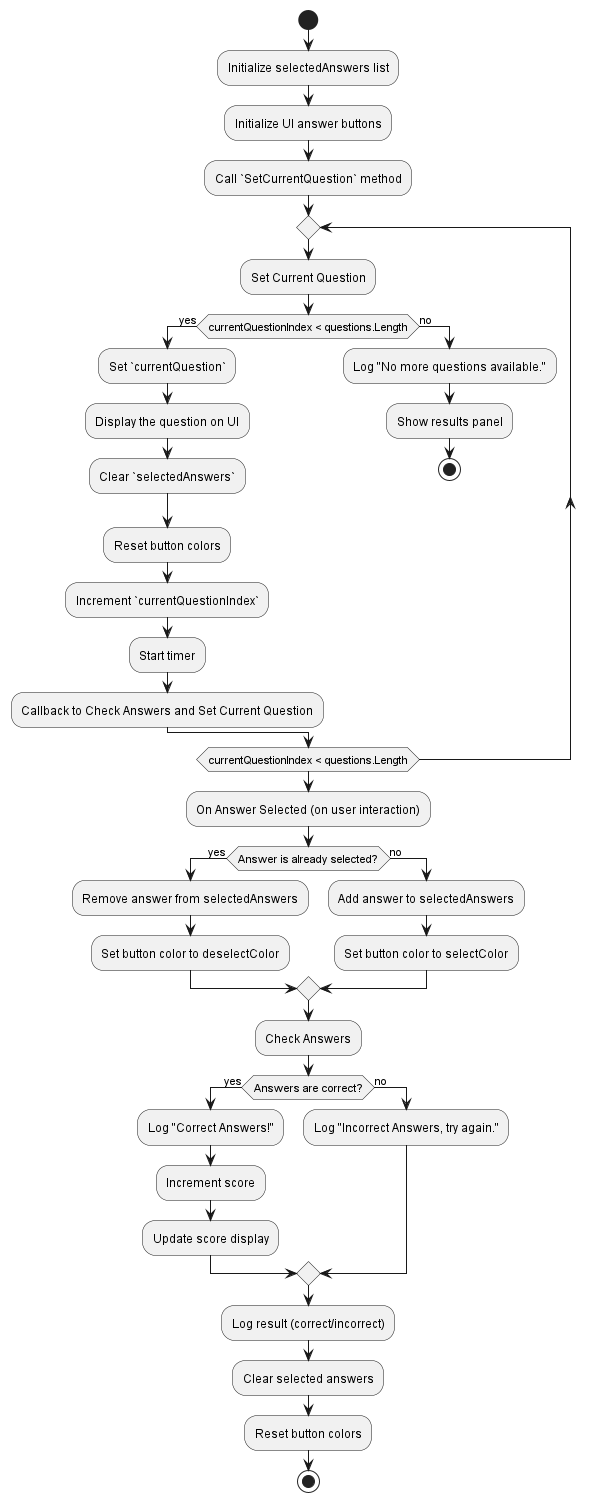 Initialize selectedAnswers list
Initialize UI answer buttons
Call `SetCurrentQuestion` method
Set Current Question
yes
currentQuestionIndex < questions.Length
no
Set `currentQuestion`
Display the question on UI
Clear `selectedAnswers`
Reset button colors
Increment `currentQuestionIndex`
Start timer
Callback to Check Answers and Set Current Question
Log "No more questions available."
Show results panel
currentQuestionIndex < questions.Length
On Answer Selected (on user interaction)
yes
Answer is already selected?
no
Remove answer from selectedAnswers
Set button color to deselectColor
Add answer to selectedAnswers
Set button color to selectColor
Check Answers
yes
Answers are correct?
no
Log "Correct Answers!"
Increment score
Update score display
Log "Incorrect Answers, try again."
Log result (correct/incorrect)
Clear selected answers
Reset button colors